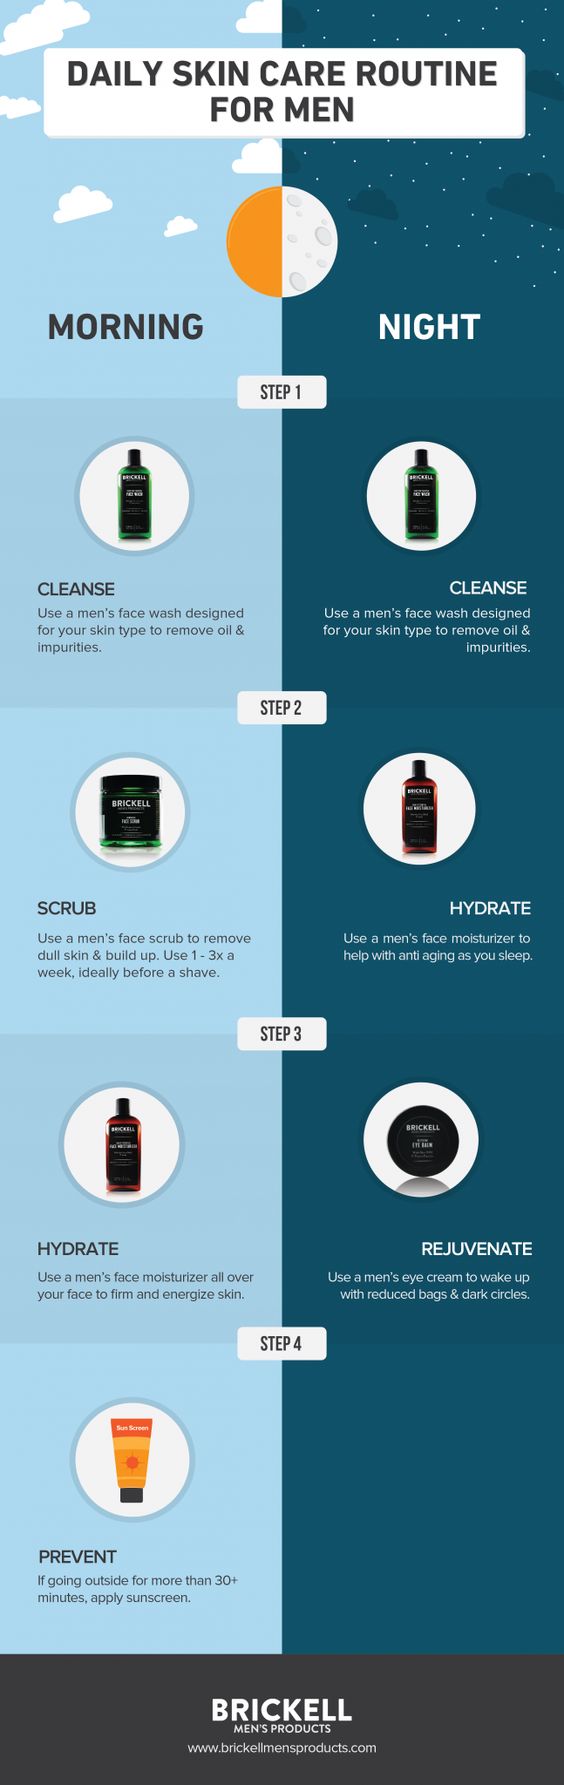 DAILY SKIN CARE ROUTINE
FOR MEN
MORNING
NIGHT
STEP 1
BRICKELL
FACE WASH
BRICKELL
FACE WASH
CLEANSE
Use a men's face wash designed
for your skin type to remove oil &
impurities.
CLEANSE
Use a men's face wash designed
for your skin type to remove oil &
impurities.
STEP 2
BRICKELL
MEN'S PRODUCTS
FACE SCRUB
BRICKELL
FACE MOISTURIZER
SCRUB
Use a men's face scrub to remove
dull skin & build up. Use 1 - 3x a
week, ideally before a shave.
HYDRATE
Use a men's face moisturizer to
help with anti aging as you sleep.
STEP 3
BRICKELL
FACE MOISTURIZER
BRICKELL
EYE BALM
HYDRATE
Use a men's face moisturizer all over
your face to firm and energize skin.
REJUVENATE
Use a men's eye cream to wake up
with reduced bags & dark circles.
STEP 4
Sun Screen
PREVENT
If going outside for more than 30+
minutes, apply sunscreen.
BRICKELL
MEN'S PRODUCTS
www.brickellmensproducts.com